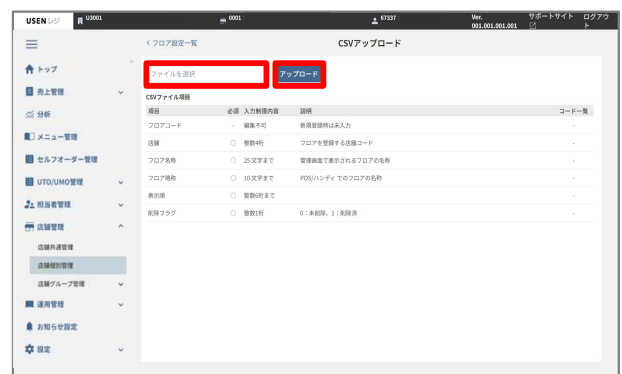 USEN レジ U3001 0001 67337 Ver. 001.001.001.001 サポートサイト ログアウト
< フロア設定一覧 CSVアップロード
トップ
売上管理
分析
メニュー管理
セルフオーダー管理
UTO/UMO管理
担当者管理
店舗管理
店舗共通管理
店舗個別管理
店舗グループ管理
運用管理
お知らせ設定
設定
ファイルを選択 アップロード
CSVファイル項目
項目 必須 入力制限内容 説明 コード一覧
フロアコード - 編集不可 新規登録時は未入力 -
店舗 〇 整数4桁 フロアを登録する店舗コード -
フロア名称 〇 25文字まで 管理画面で表示されるフロアの名称 -
フロア略称 〇 10文字まで POS/ハンディ でのフロアの名称 -
表示順 〇 整数6桁まで -
削除フラグ 〇 整数1桁 0：未削除、1：削除済 -